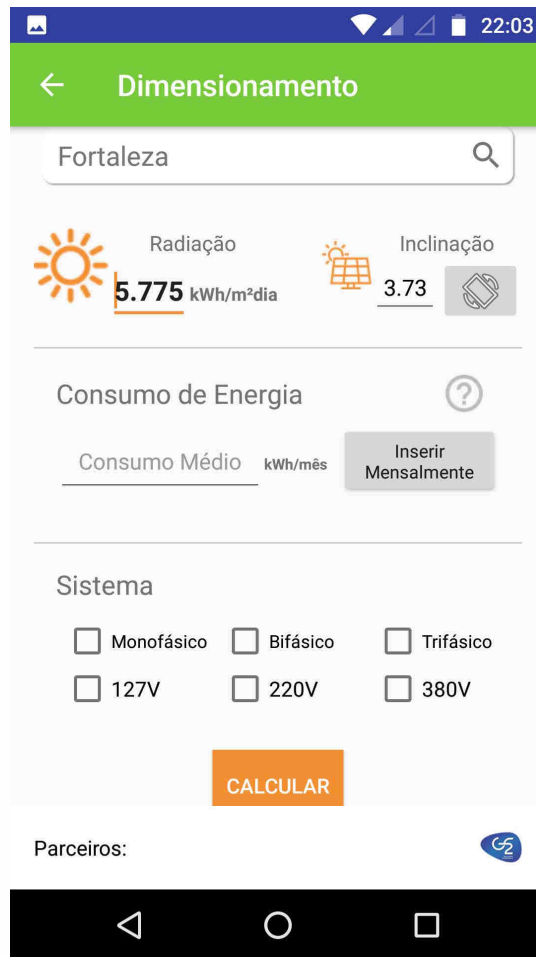 22:03
Dimensionamento
Fortaleza
Radiação
Inclinação
5.775 kWh/m²dia
3.73
Consumo de Energia
?
Consumo Médio kWh/mês
Inserir
Mensalmente
Sistema
Monofásico Bifásico Trifásico
127V 220V 380V
CALCULAR
Parceiros:
G2